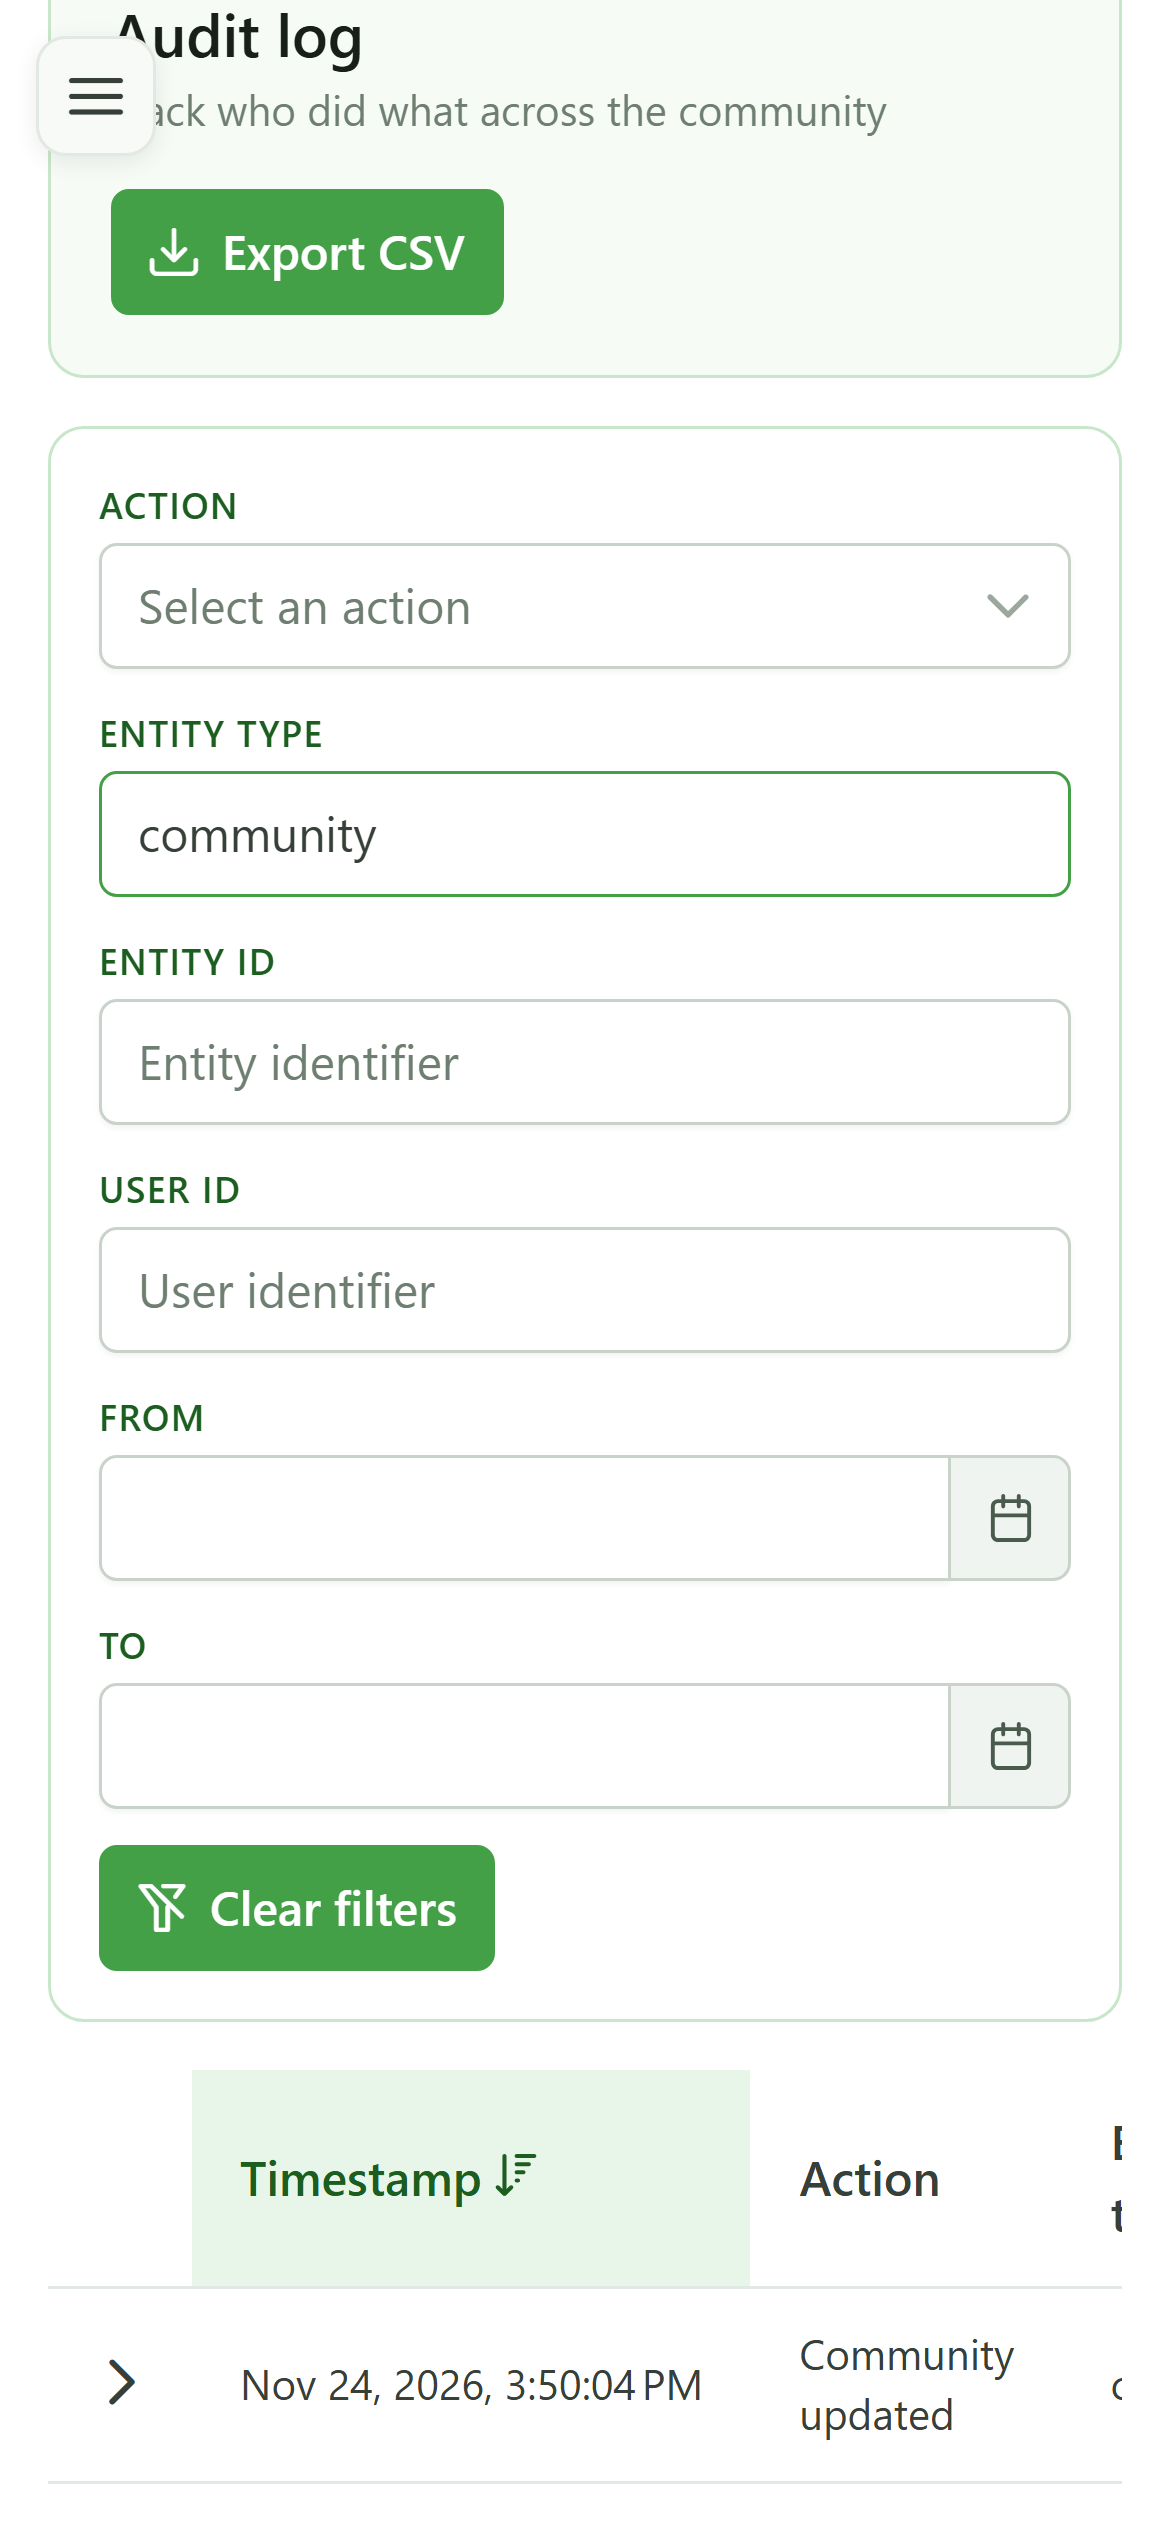 Audit log
ack who did what across the community
Export CSV
ACTION
Select an action
ENTITY TYPE
community
ENTITY ID
Entity identifier
USER ID
User identifier
FROM
TO
Clear filters
Timestamp
Action
Nov 24, 2026, 3:50:04 PM
Community
updated